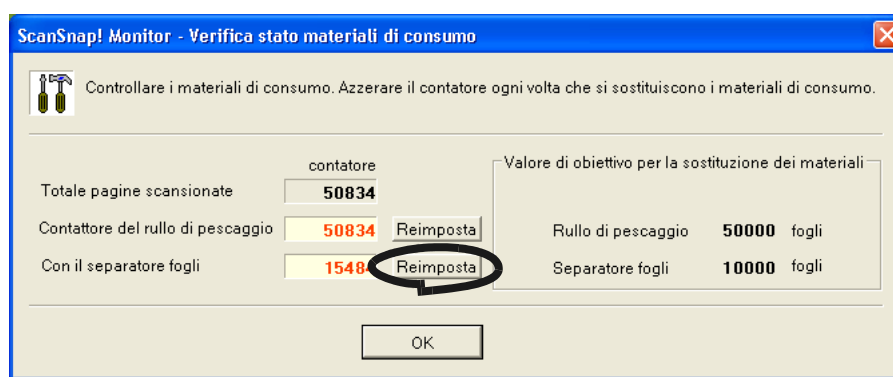 ScanSnap! Monitor - Verifica stato materiali di consumo
Controllare i materiali di consumo. Azzerare il contatore ogni volta che si sostituiscono i materiali di consumo.
contatore
Totale pagine scansionate 50834
Contattore del rullo di pescaggio 50834 Reimposta
Con il separatore fogli 15484 Reimposta
Valore di obiettivo per la sostituzione dei materiali
Rullo di pescaggio 50000 fogli
Separatore fogli 10000 fogli
OK